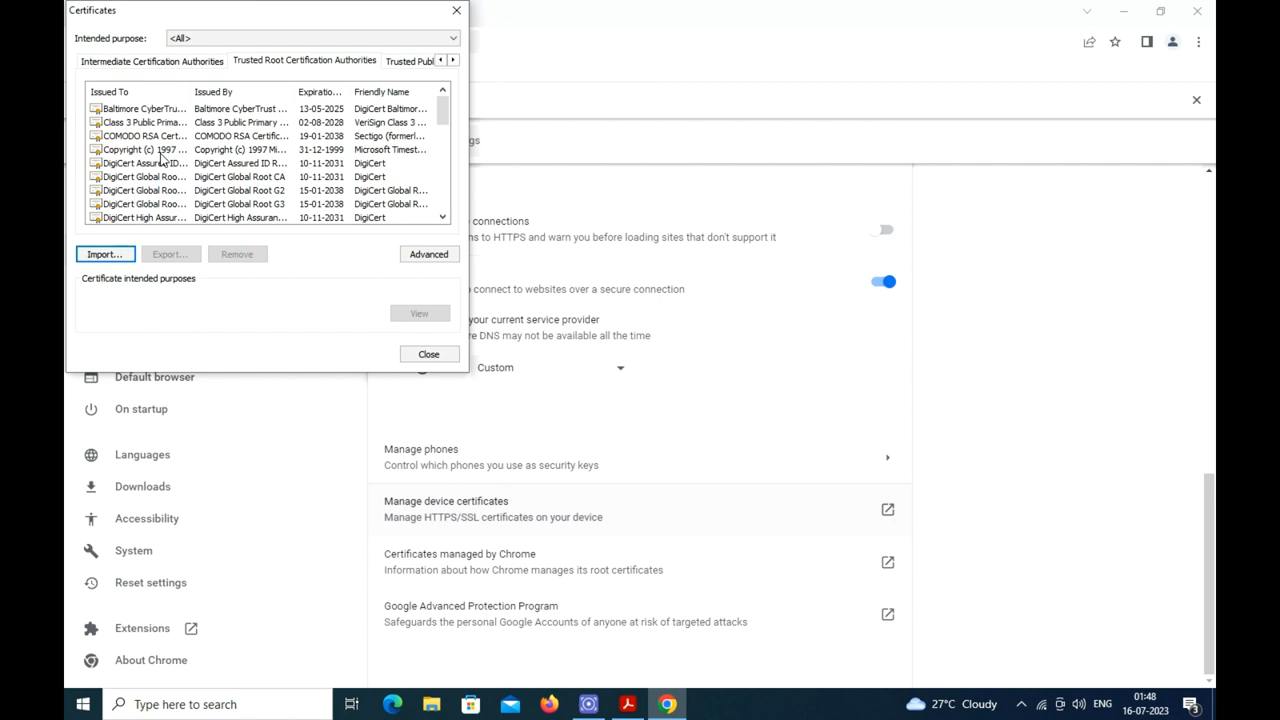 Certificates
Intended purpose:
<All>
Intermediate Certification Authorities
Trusted Root Certification Authorities
Trusted Publ
Issued To
Issued By
Expiratio...
Friendly Name
Baltimore CyberTru... Baltimore CyberTrust ... 13-05-2025 DigiCert Baltimor...
Class 3 Public Prima... Class 3 Public Primary ... 02-08-2028 VeriSign Class 3 ...
COMODO RSA Cert... COMODO RSA Certific... 19-01-2038 Sectigo (formerl...
Copyright (c) 1997 ... Copyright (c) 1997 Mi... 31-12-1999 Microsoft Timest...
DigiCert Assured ID... DigiCert Assured ID R... 10-11-2031 DigiCert
DigiCert Global Roo... DigiCert Global Root CA 10-11-2031 DigiCert
DigiCert Global Roo... DigiCert Global Root G2 15-01-2038 DigiCert Global R...
DigiCert Global Roo... DigiCert Global Root G3 15-01-2038 DigiCert Global R...
DigiCert High Assur... DigiCert High Assuran... 10-11-2031 DigiCert
Import...
Export...
Remove
Advanced
Certificate intended purposes
View
Close
gs
connections
ns to HTTPS and warn you before loading sites that don't support it
connect to websites over a secure connection
your current service provider
re DNS may not be available all the time
Custom
Default browser
On startup
Languages
Downloads
Accessibility
System
Reset settings
Extensions
About Chrome
Manage phones
Control which phones you use as security keys
Manage device certificates
Manage HTTPS/SSL certificates on your device
Certificates managed by Chrome
Information about how Chrome manages its root certificates
Google Advanced Protection Program
Safeguards the personal Google Accounts of anyone at risk of targeted attacks
Type here to search
27°C Cloudy
ENG
01:48
16-07-2023
3